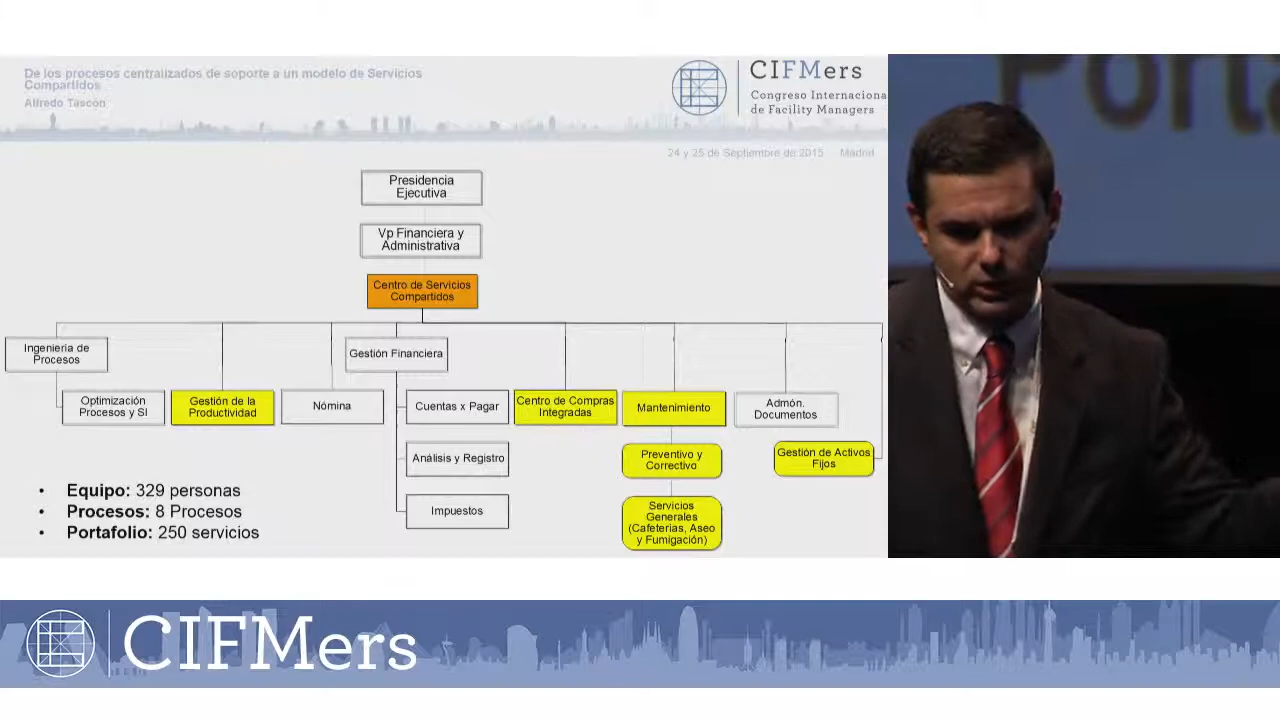 De los procesos centralizados de soporte a un modelo de Servicios
Compartidos
Alfredo Tascón
CIFMers
Congreso Internaciona
de Facility Managers
24 y 25 de Septiembre de 2015 Madrid
Porta
Presidencia
Ejecutiva
Vp Financiera y
Administrativa
Centro de Servicios
Compartidos
Ingeniería de
Procesos
Gestión Financiera
Optimización
Procesos y SI
Gestión de la
Productividad
Nómina
Cuentas x Pagar
Centro de Compras
Integradas
Mantenimiento
Admón.
Documentos
Análisis y Registro
Preventivo y
Correctivo
Gestión de Activos
Fijos
Impuestos
Servicios
Generales
(Cafeterias, Aseo
y Fumigación)
• Equipo: 329 personas
• Procesos: 8 Procesos
• Portafolio: 250 servicios
CIFMers